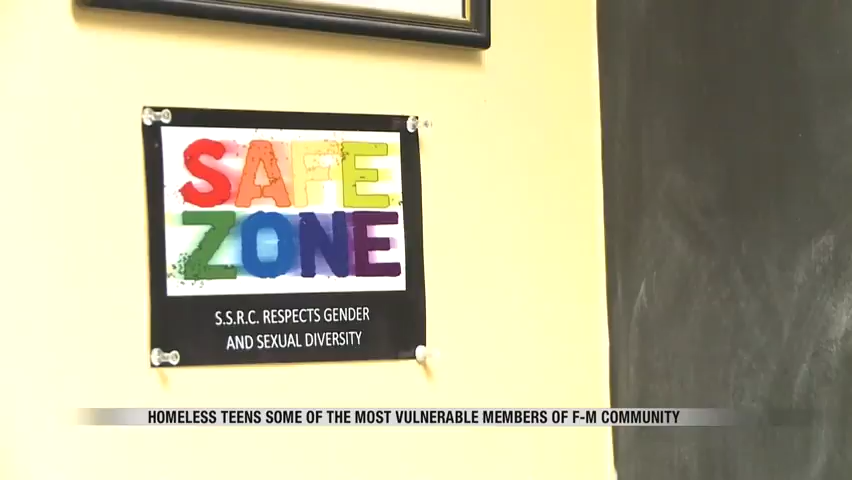 SAFE
ZONE
S.S.R.C. RESPECTS GENDER
AND SEXUAL DIVERSITY
HOMELESS TEENS SOME OF THE MOST VULNERABLE MEMBERS OF F-M COMMUNITY